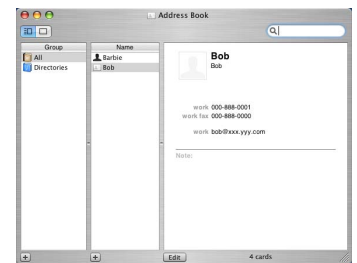 Address Book
Group
Name
All
Directories
Barbie
Bob
Bob
Bob
work 000-888-0001
work fax 000-888-0000
work bob@xxx.yyy.com
Note:
Edit
4 cards